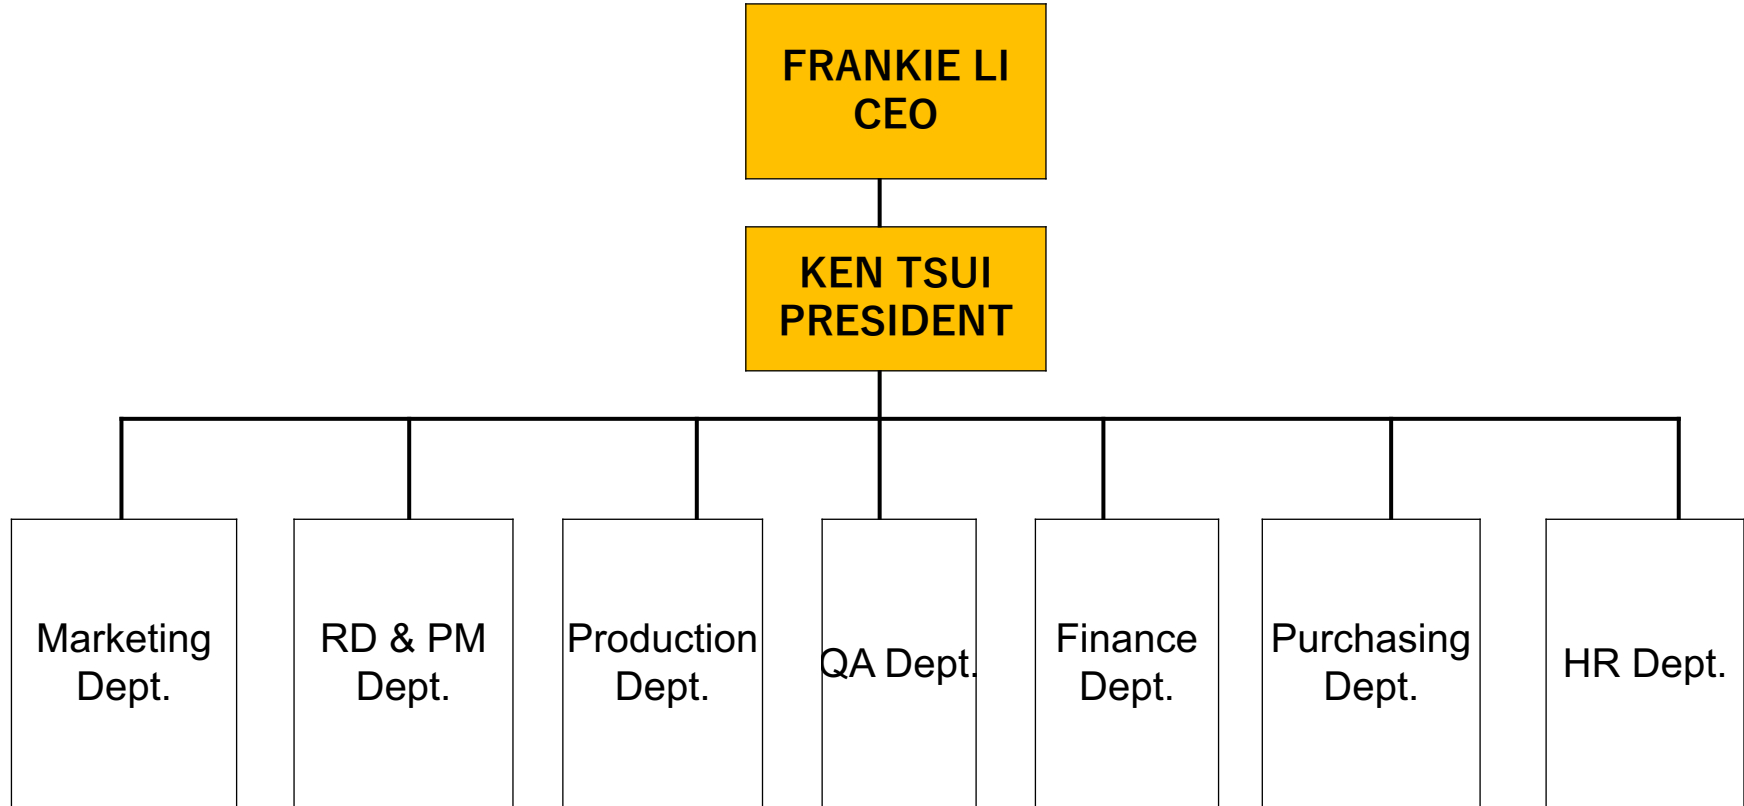 FRANKIE LI
CEO
KEN TSUI
PRESIDENT
Marketing
Dept.
RD & PM
Dept.
Production
Dept.
QA Dept.
Finance
Dept.
Purchasing
Dept.
HR Dept.